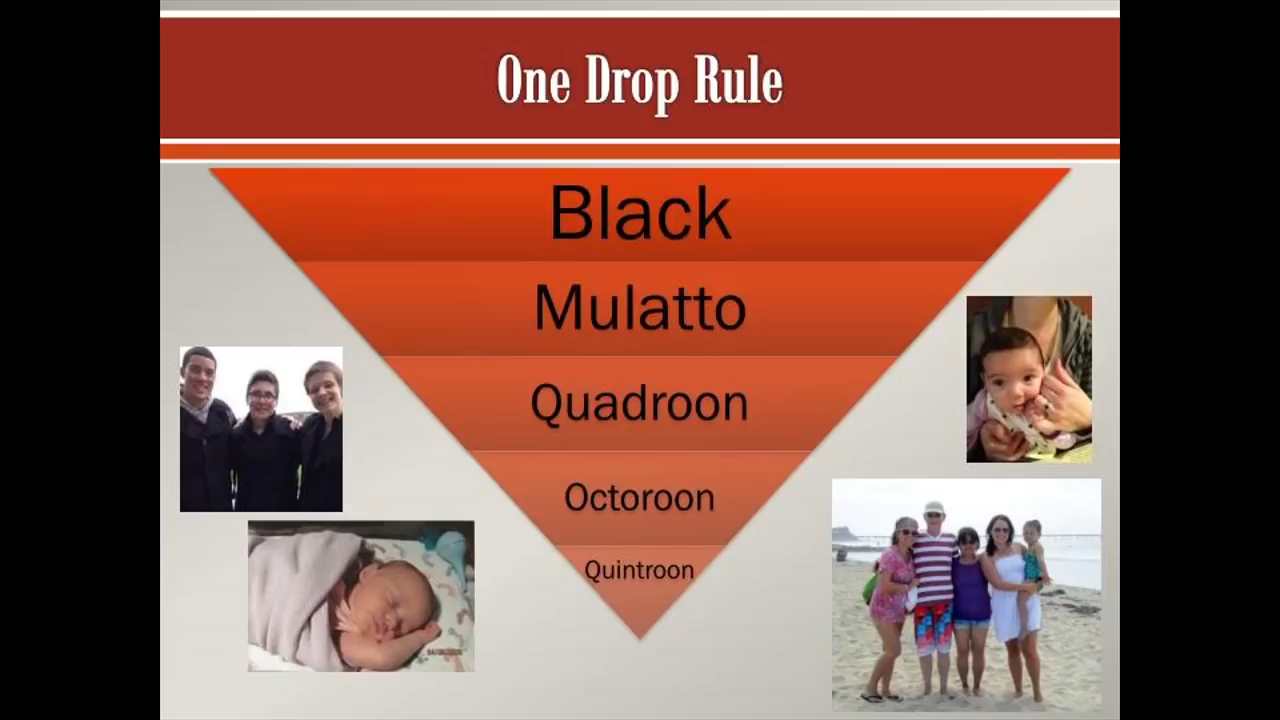 One Drop Rule
Black
Mulatto
Quadroon
Octoroon
Quintroon